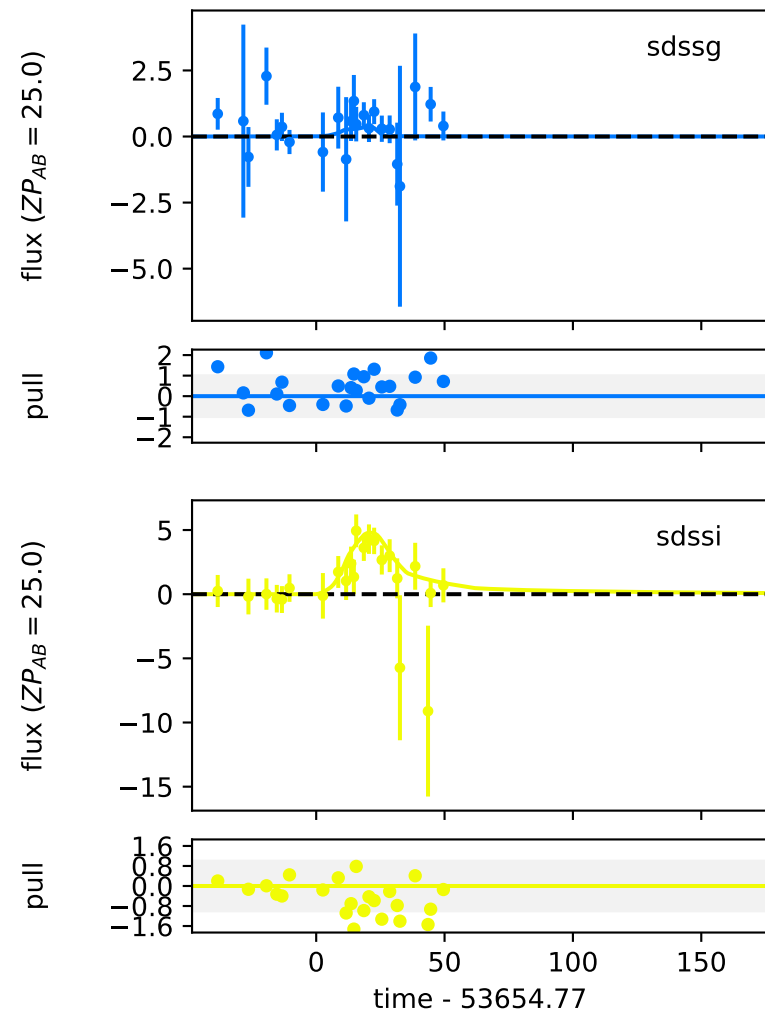 sdssg
flux (ZP_AB = 25.0)
2.5
0.0
−2.5
−5.0
pull
2
1
0
−1
−2
sdssi
flux (ZP_AB = 25.0)
5
0
−5
−10
−15
pull
1.6
0.8
0.0
−0.8
−1.6
0 50 100 150
time - 53654.77